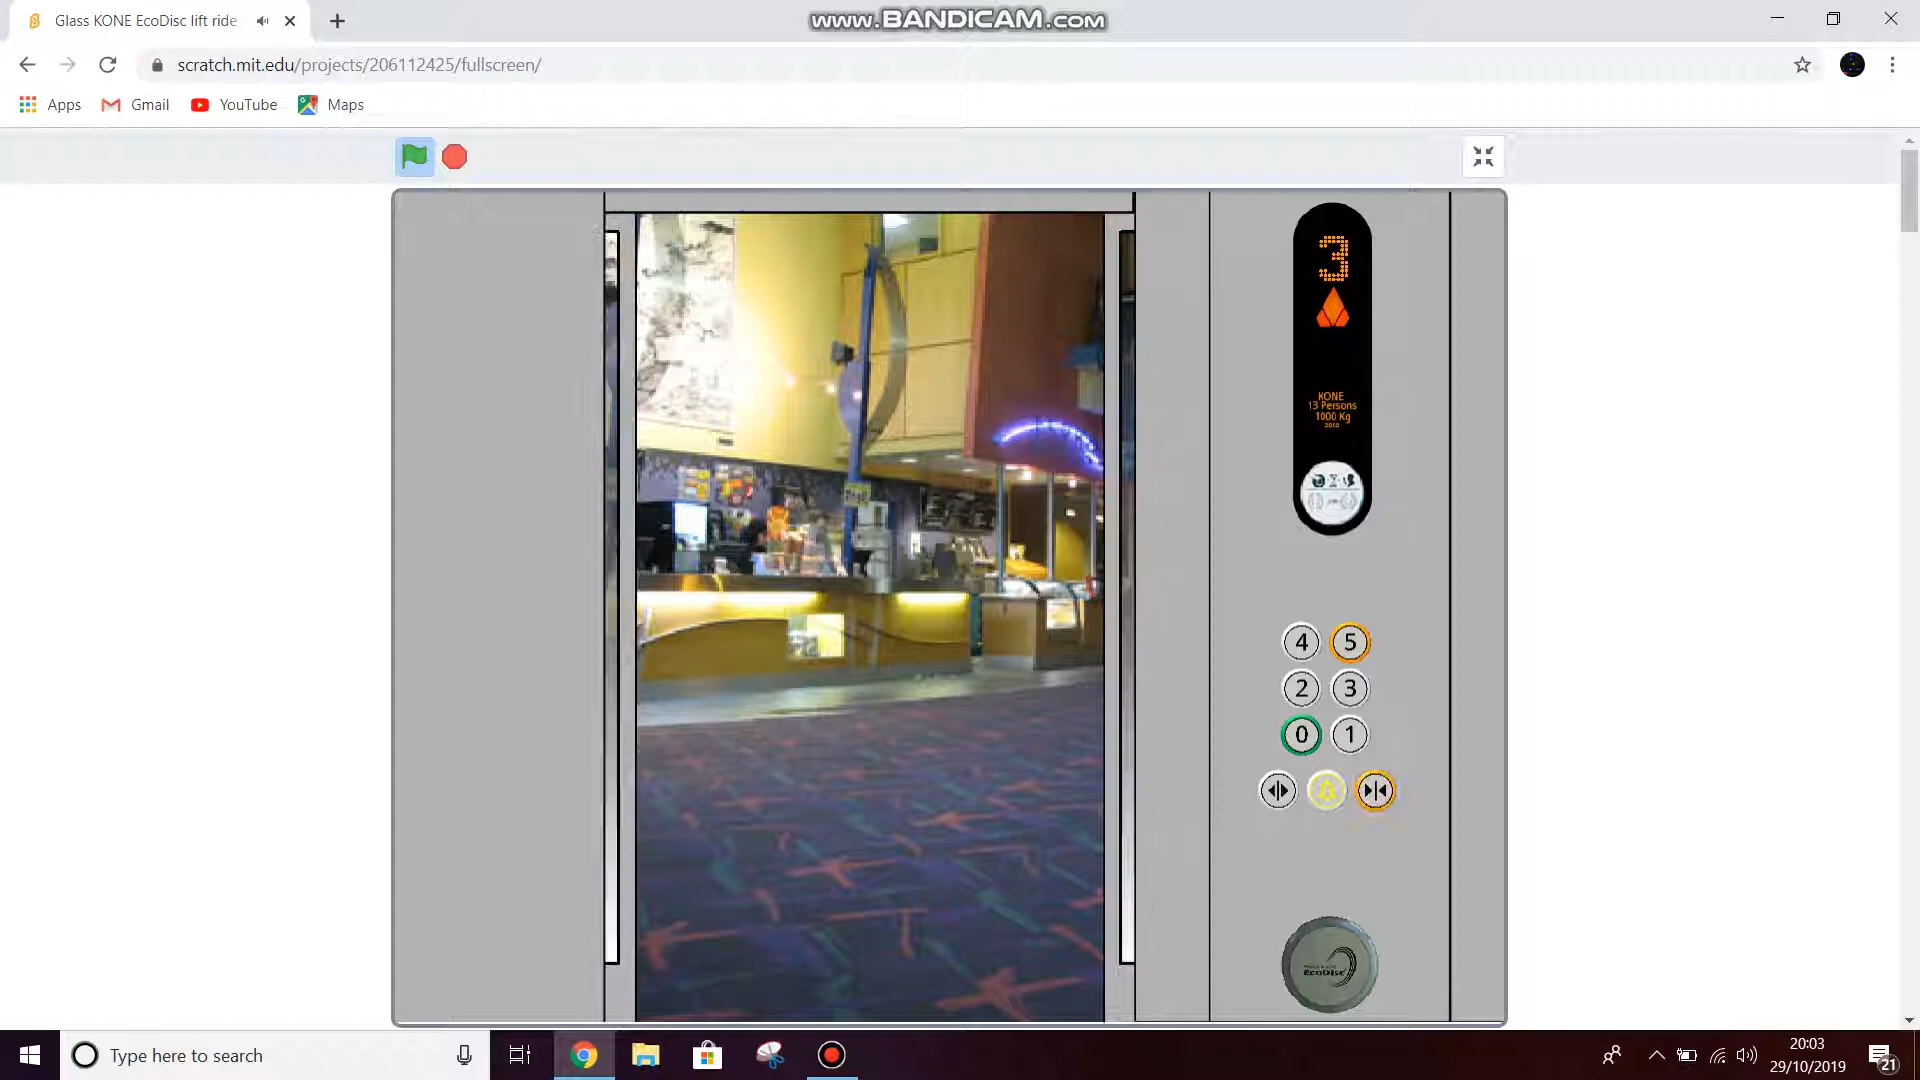 Glass KONE EcoDisc lift ride
www.BANDICAM.com
scratch.mit.edu/projects/206112425/fullscreen/
Apps
Gmail
YouTube
Maps
3
KONE
13 Persons
1000 Kg
2010
4 5
2 3
0 1
EcoDisc
Type here to search
20:03
29/10/2019
21